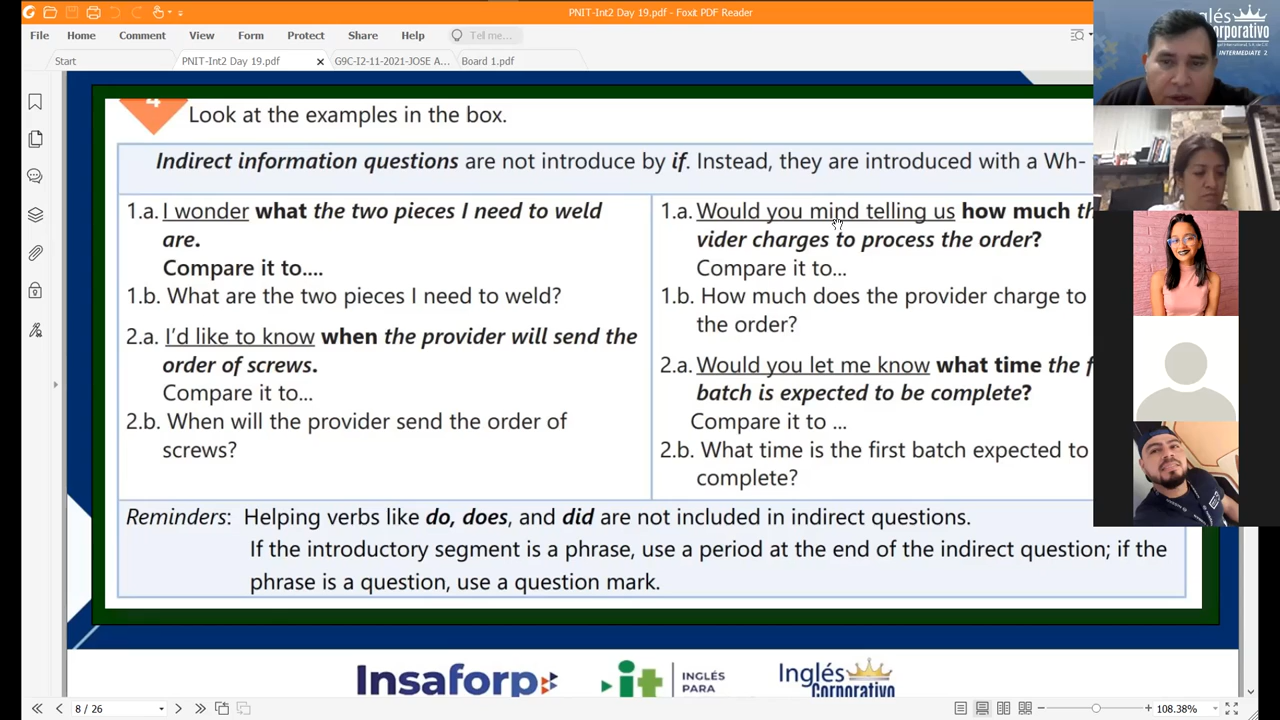 PNIT-Int2 Day 19.pdf - Foxit PDF Reader
File Home Comment View Form Protect Share Help Tell me...
Start PNIT-Int2 Day 19.pdf G9C-I2-11-2021-JOSE A... Board 1.pdf
Inglés
Corporativo
INTERMEDIATE 2
4
Look at the examples in the box.
Indirect information questions are not introduce by if. Instead, they are introduced with a Wh-
1.a. I wonder what the two pieces I need to weld
are.
Compare it to....
1.b. What are the two pieces I need to weld?
2.a. I'd like to know when the provider will send the
order of screws.
Compare it to...
2.b. When will the provider send the order of
screws?
1.a. Would you mind telling us how much
vider charges to process the order?
Compare it to...
1.b. How much does the provider charge to
the order?
2.a. Would you let me know what time the
batch is expected to be complete?
Compare it to ...
2.b. What time is the first batch expected to
complete?
Reminders: Helping verbs like do, does, and did are not included in indirect questions.
If the introductory segment is a phrase, use a period at the end of the indirect question; if the
phrase is a question, use a question mark.
Insaforp it INGLÉS
PARA
Inglés
Corporativo
8 / 26
108.38%